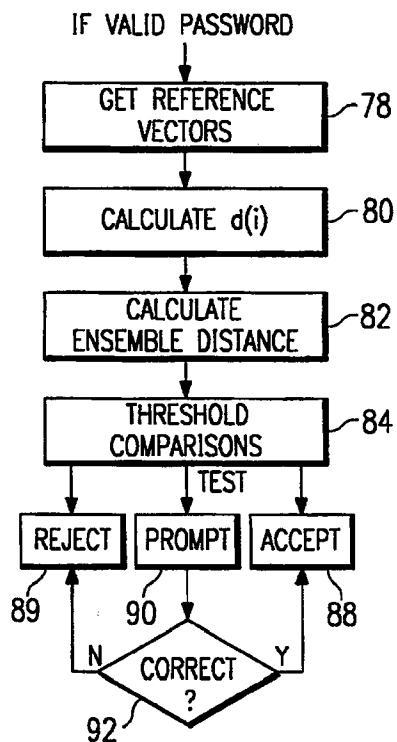 IF VALID PASSWORD
GET REFERENCE
VECTORS
78
CALCULATE d(i)
80
CALCULATE
ENSEMBLE DISTANCE
82
THRESHOLD
COMPARISONS
84
TEST
REJECT
PROMPT
ACCEPT
89
90
88
N
CORRECT
?
Y
92